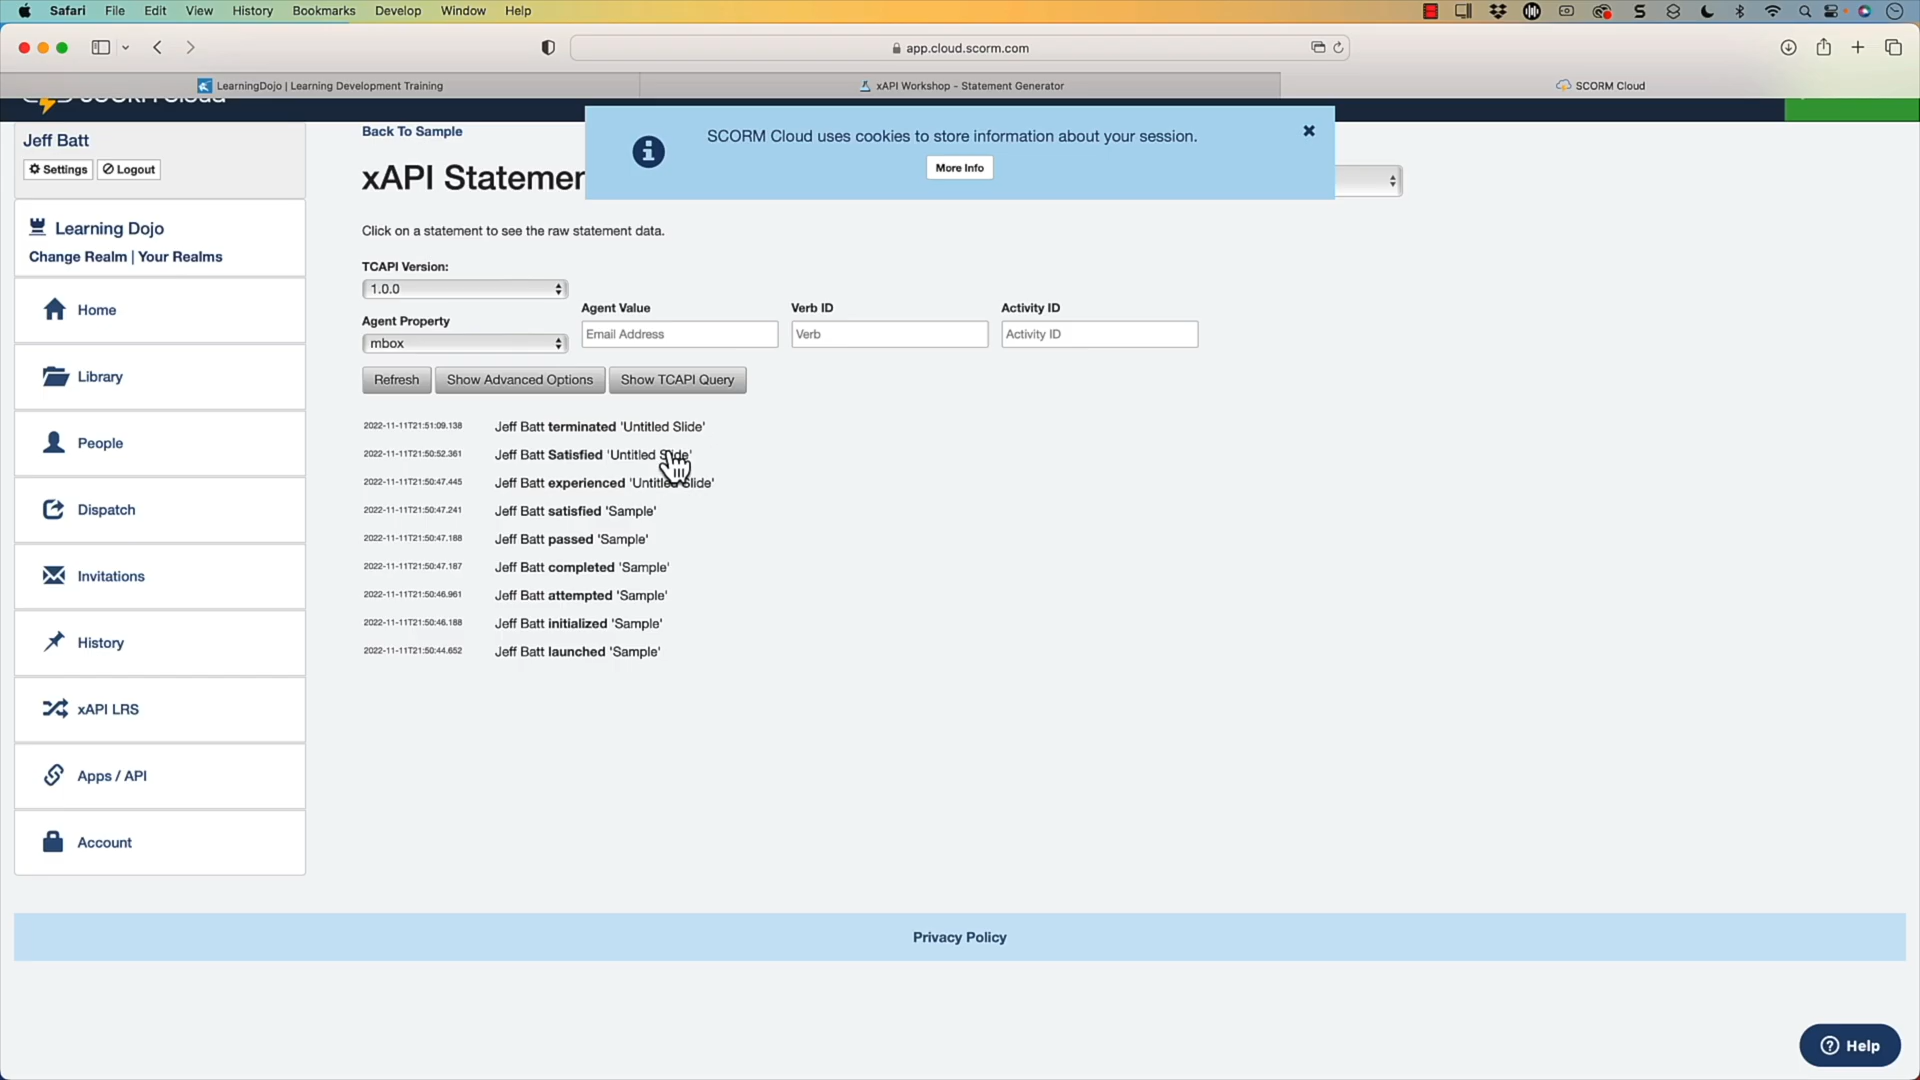 Safari File Edit View History Bookmarks Develop Window Help
app.cloud.scorm.com
LearningDojo | Learning Development Training
xAPI Workshop - Statement Generator
SCORM Cloud
Jeff Batt
Settings
Logout
Learning Dojo
Change Realm | Your Realms
Home
Library
People
Dispatch
Invitations
History
xAPI LRS
Apps / API
Account
Back To Sample
SCORM Cloud uses cookies to store information about your session.
More Info
xAPI Statemen
Click on a statement to see the raw statement data.
TCAPI Version:
1.0.0
Agent Property
mbox
Agent Value
Email Address
Verb ID
Verb
Activity ID
Activity ID
Refresh
Show Advanced Options
Show TCAPI Query
2022-11-11T21:51:09.138 Jeff Batt terminated 'Untitled Slide'
2022-11-11T21:50:52.361 Jeff Batt Satisfied 'Untitled Slide'
2022-11-11T21:50:47.445 Jeff Batt experienced 'Untitled Slide'
2022-11-11T21:50:47.241 Jeff Batt satisfied 'Sample'
2022-11-11T21:50:47.188 Jeff Batt passed 'Sample'
2022-11-11T21:50:47.187 Jeff Batt completed 'Sample'
2022-11-11T21:50:46.961 Jeff Batt attempted 'Sample'
2022-11-11T21:50:46.188 Jeff Batt initialized 'Sample'
2022-11-11T21:50:44.652 Jeff Batt launched 'Sample'
Privacy Policy
Help